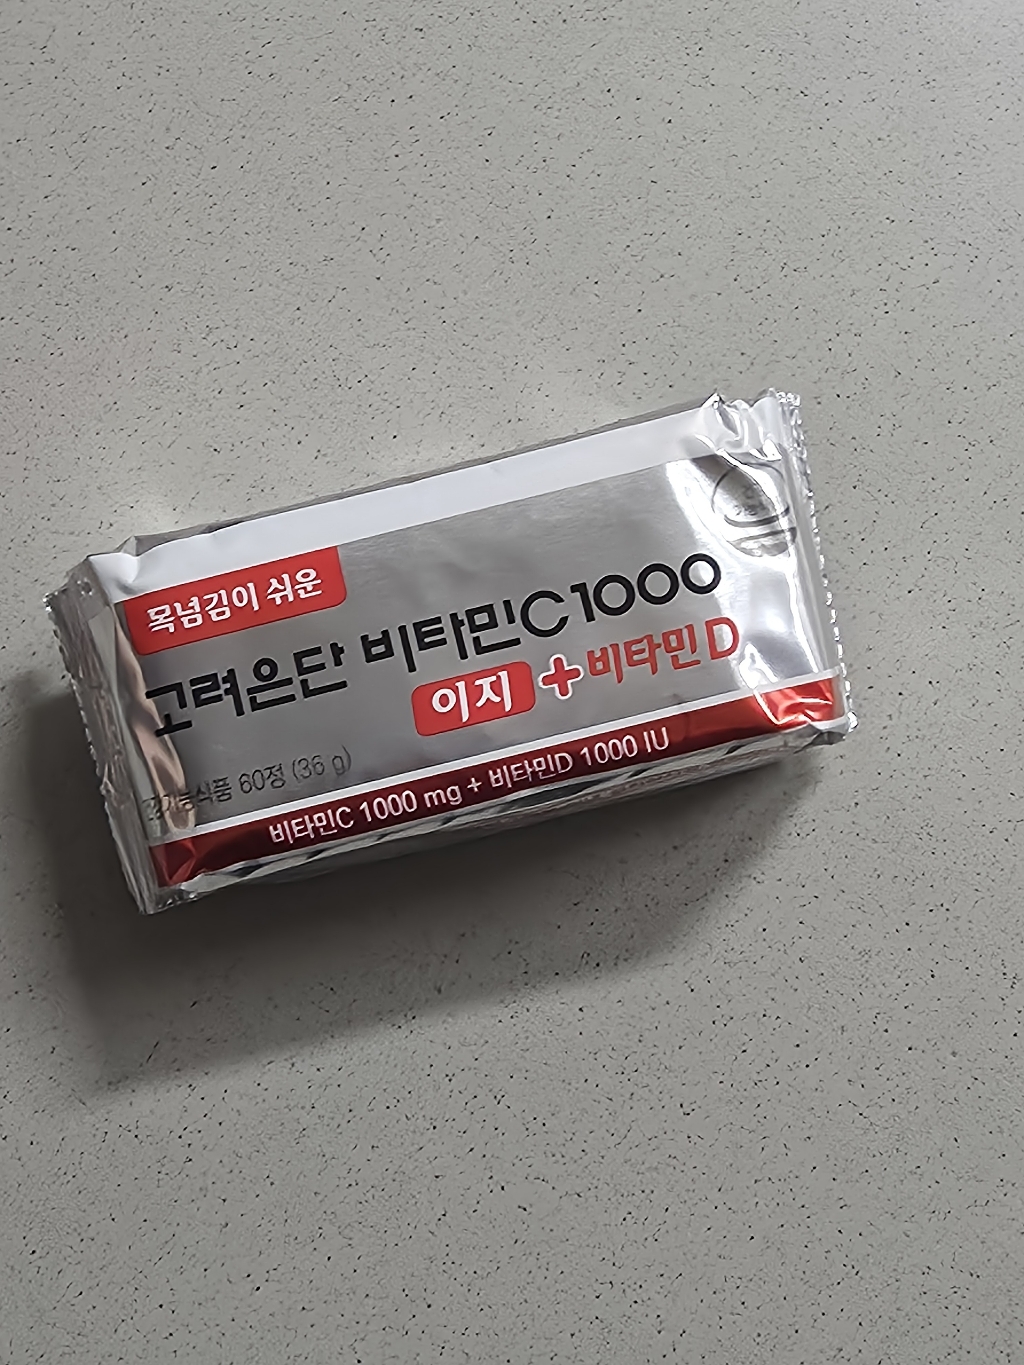 목넘김이 쉬운
고려은단 비타민C1000
이지 + 비타민 D
식품 60정 (36 g)
비타민C 1000 mg + 비타민D 1000 IU